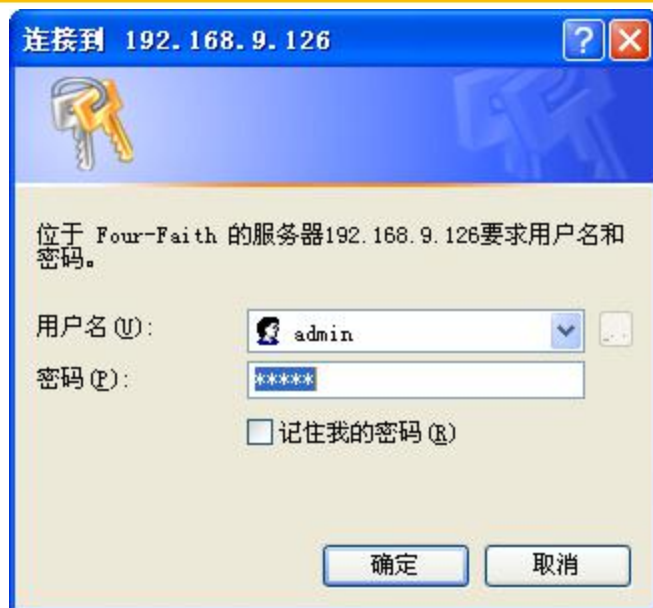 连接到 192.168.9.126
位于 Four-Faith 的服务器192.168.9.126要求用户名和
密码。
用户名(U):
admin
密码(P):
*****
记住我的密码(R)
确定
取消